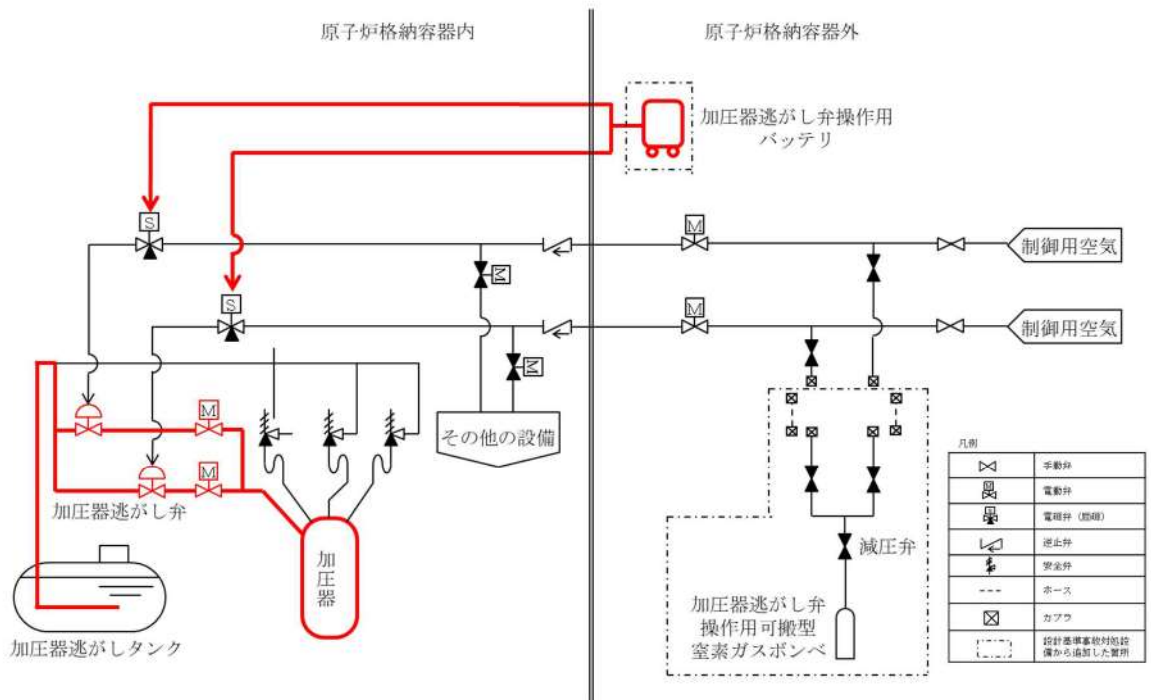 原子炉格納容器内
原子炉格納容器外
加圧器逃がし弁操作用
バッテリ
S
M
制御用空気
M
S
M
制御用空気
M
M
M
その他の設備
加圧器逃がし弁
加圧器
減圧弁
加圧器逃がし弁
操作用可搬型
窒素ガスボンベ
加圧器逃がしタンク
凡例
手動弁
M
電動弁
S
電磁弁（励磁）
逆止弁
安全弁
ホース
カプラ
設計基準事故対処設
備から追加した箇所